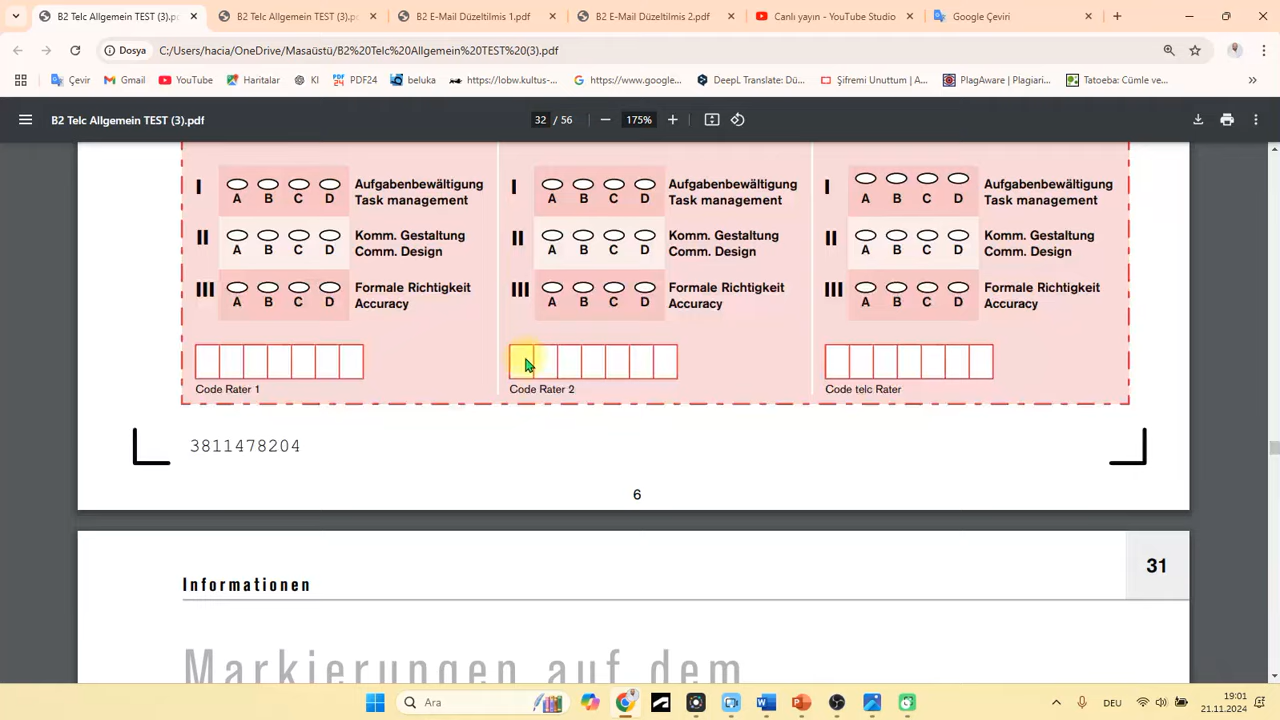 B2 Telc Allgemein TEST (3).pd
B2 Telc Allgemein TEST (3).pdf
B2 E-Mail Düzeltilmis 1.pdf
B2 E-Mail Düzeltilmis 2.pdf
Canlı yayın - YouTube Studio
Google Çeviri
Dosya
C:/Users/hacia/OneDrive/Masaüstü/B2%20Telc%20Allgemein%20TEST%20(3).pdf
Çevir
Gmail
YouTube
Haritalar
KI
PDF24
beluka
https://lobw.kultus-...
https://www.google...
DeepL Translate: Dü...
Şifremi Unuttum | A...
PlagAware | Plagiari...
Tatoeba: Cümle ve...
B2 Telc Allgemein TEST (3).pdf
32 / 56
175%
I
A B C D
Aufgabenbewältigung
Task management
II
A B C D
Komm. Gestaltung
Comm. Design
III
A B C D
Formale Richtigkeit
Accuracy
Code Rater 1
I
A B C D
Aufgabenbewältigung
Task management
II
A B C D
Komm. Gestaltung
Comm. Design
III
A B C D
Formale Richtigkeit
Accuracy
Code Rater 2
I
A B C D
Aufgabenbewältigung
Task management
II
A B C D
Komm. Gestaltung
Comm. Design
III
A B C D
Formale Richtigkeit
Accuracy
Code telc Rater
3811478204
6
31
Informationen
Markierungen auf dem
Ara
DEU
19:01
21.11.2024